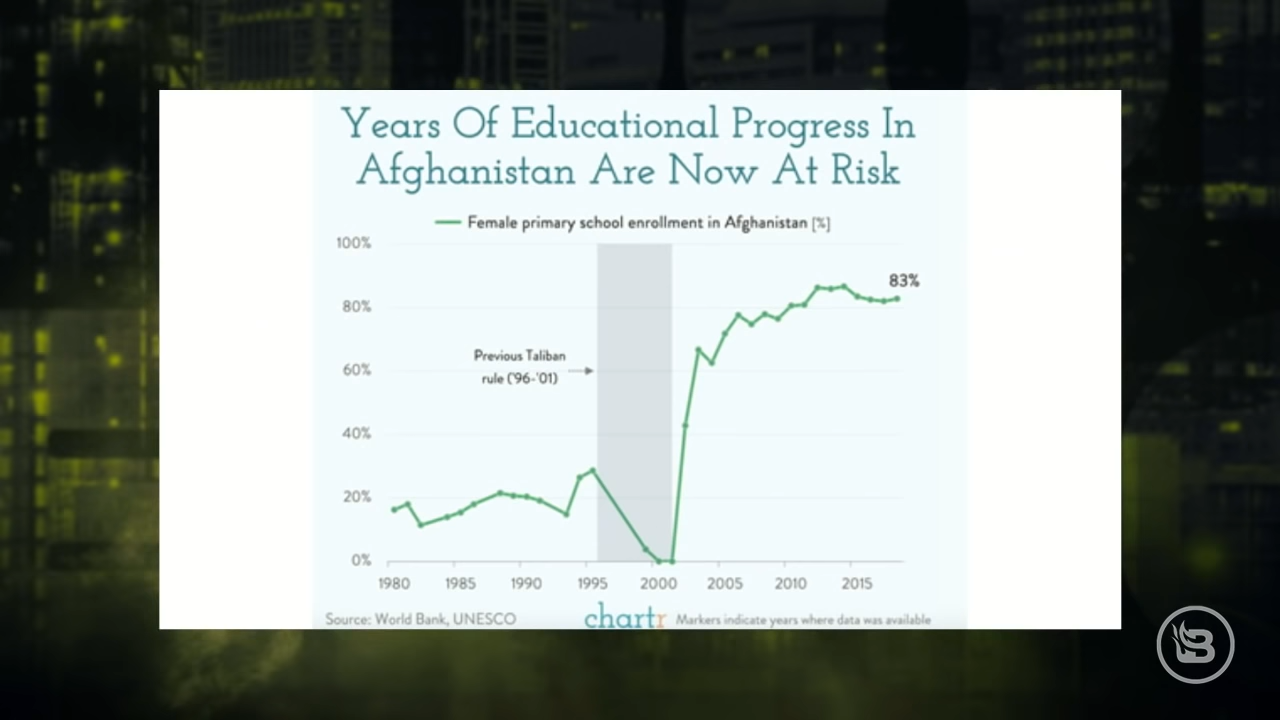 Years Of Educational Progress In
Afghanistan Are Now At Risk
Female primary school enrollment in Afghanistan [%]
100%
83%
80%
Previous Taliban
rule ('96-'01)
60%
40%
20%
0%
1980 1985 1990 1995 2000 2005 2010 2015
Source: World Bank, UNESCO chartr Markers indicate years where data was available
B